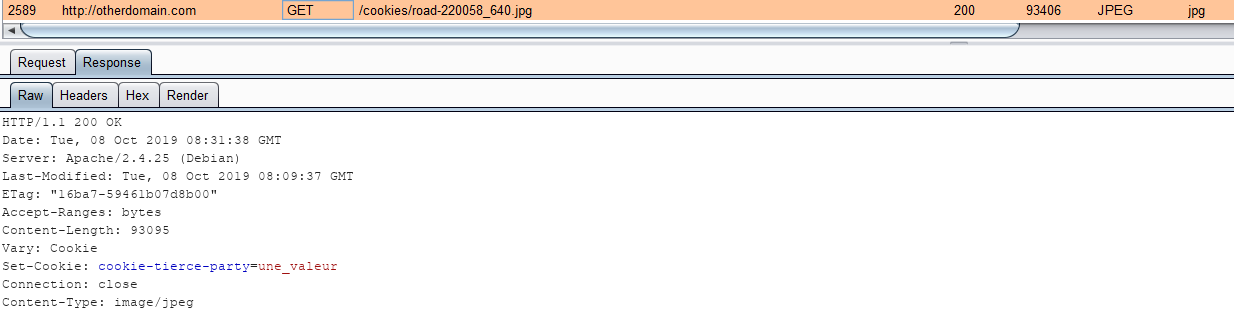 2589 http://otherdomain.com GET /cookies/road-220058_640.jpg 200 93406 JPEG jpg
Request Response
Raw Headers Hex Render
HTTP/1.1 200 OK
Date: Tue, 08 Oct 2019 08:31:38 GMT
Server: Apache/2.4.25 (Debian)
Last-Modified: Tue, 08 Oct 2019 08:09:37 GMT
ETag: "16ba7-59461b07d8b00"
Accept-Ranges: bytes
Content-Length: 93095
Vary: Cookie
Set-Cookie: cookie-tierce-party=une_valeur
Connection: close
Content-Type: image/jpeg